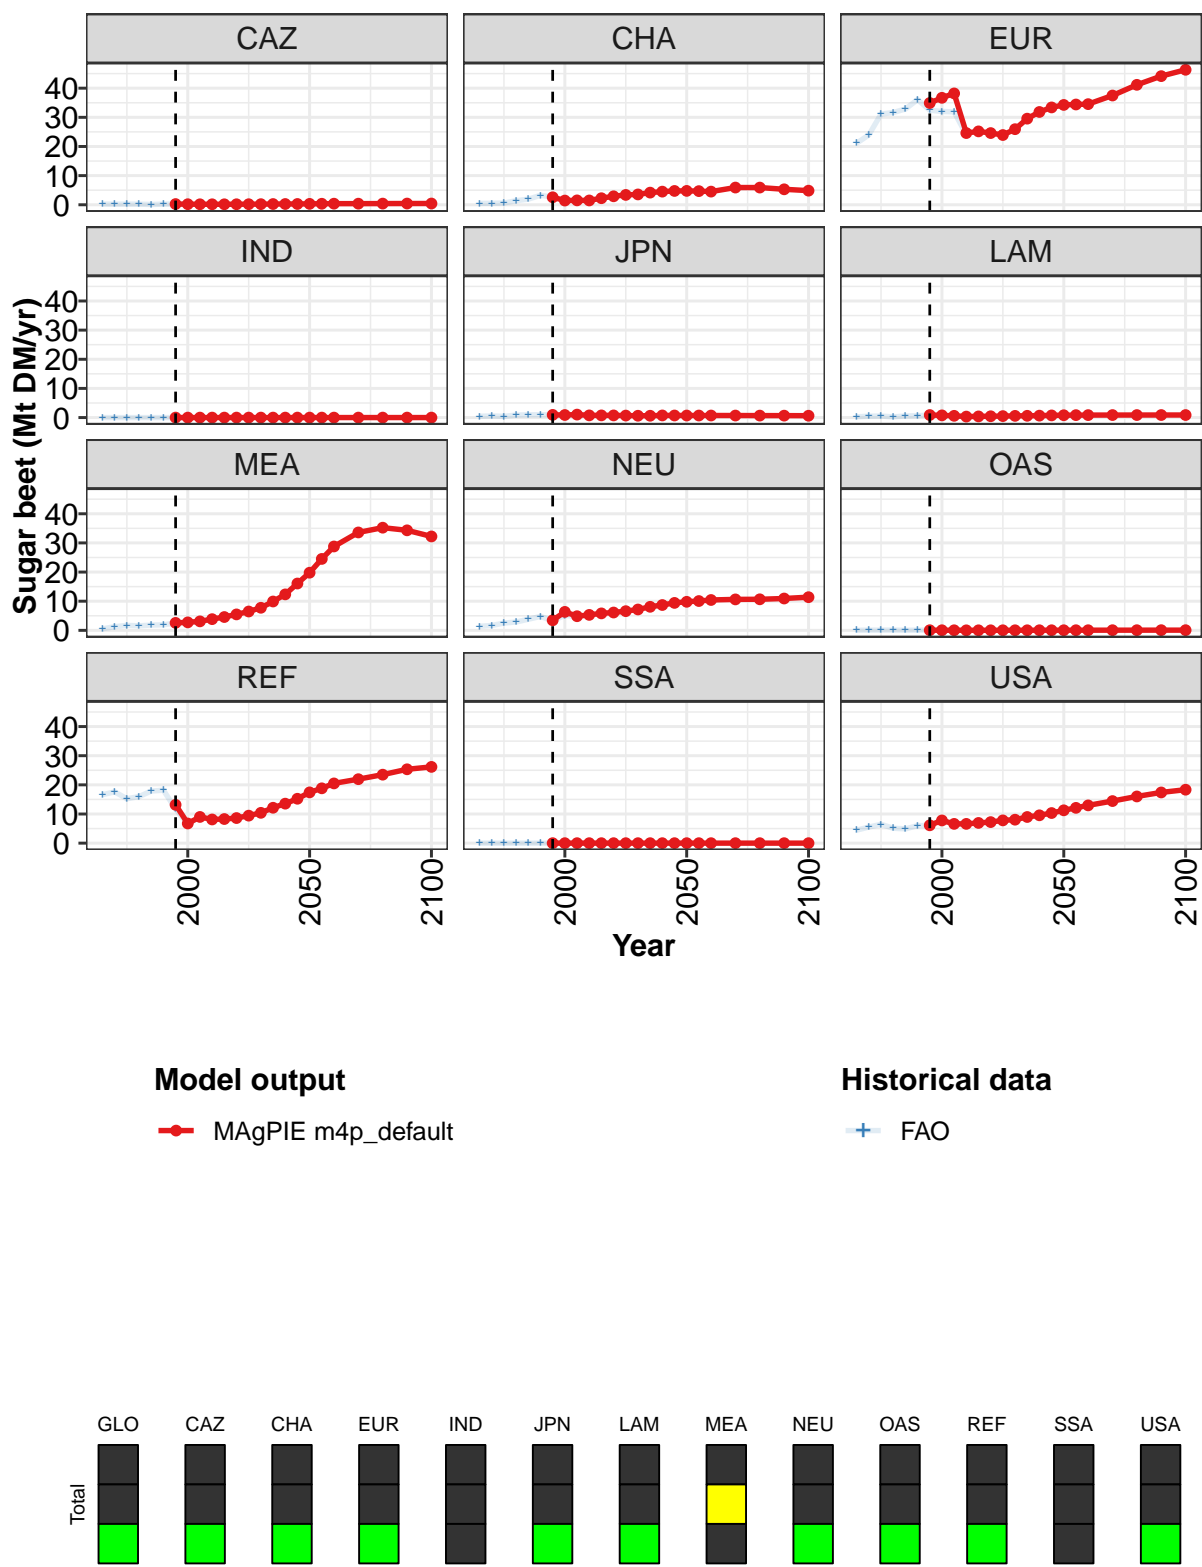 CAZ CHA EUR
40
30
20
10
0
IND JPN LAM
40
30
20
10
0
Sugar beet (Mt DM/yr)
MEA NEU OAS
40
30
20
10
0
REF SSA USA
40
30
20
10
0
2000 2050 2100 2000 2050 2100 2000 2050 2100
Year
Model output Historical data
MAgPIE m4p_default FAO
GLO CAZ CHA EUR IND JPN LAM MEA NEU OAS REF SSA USA
Total